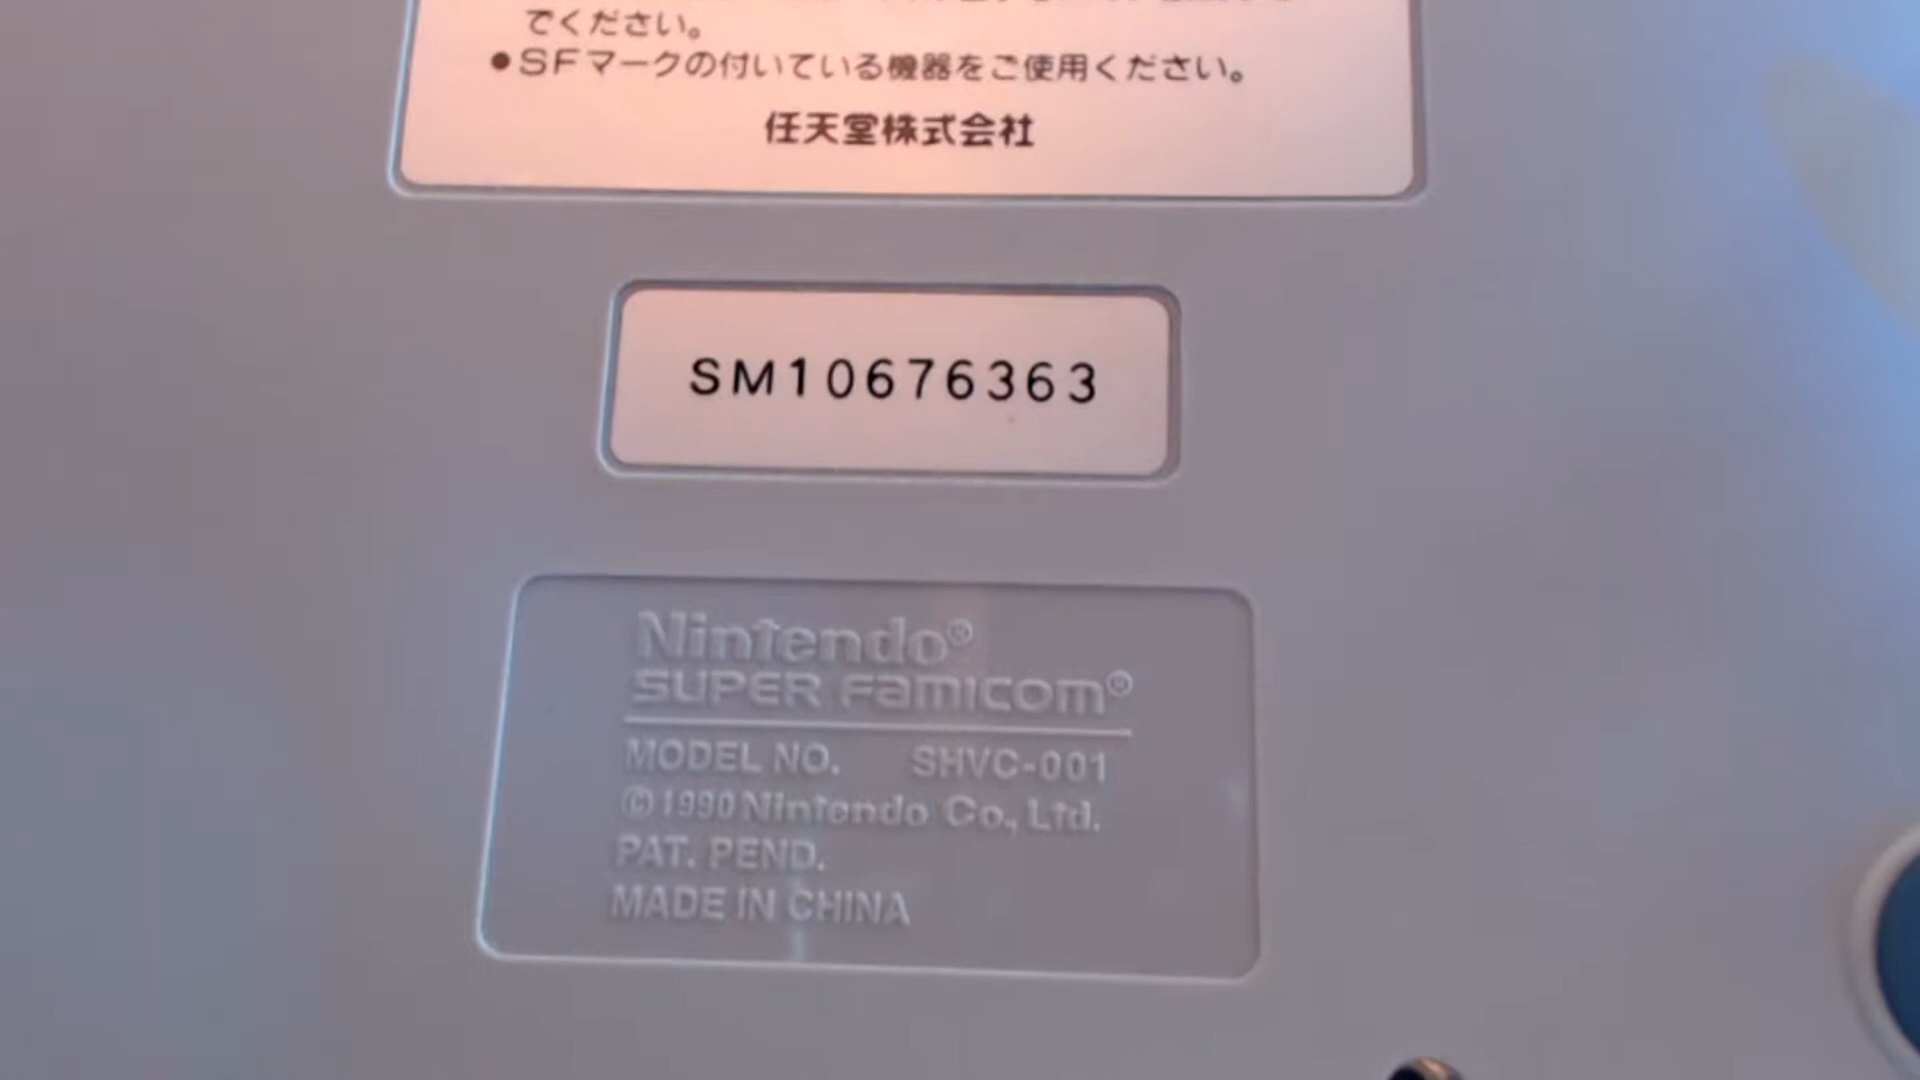 でください。
●SFマークの付いている機器をご使用ください。
任天堂株式会社
SM10676363
Nintendo®
SUPER Famicom®
MODEL NO. SHVC-001
©1990 Nintendo Co., Ltd.
PAT. PEND.
MADE IN CHINA